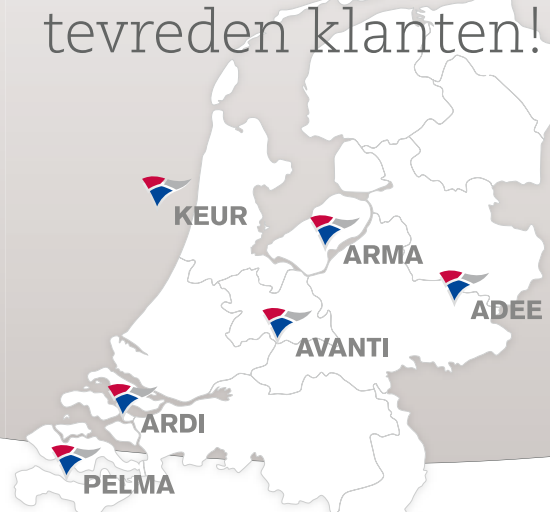 tevreden klanten!
KEUR
ARMA
ADEE
AVANTI
ARDI
PELMA